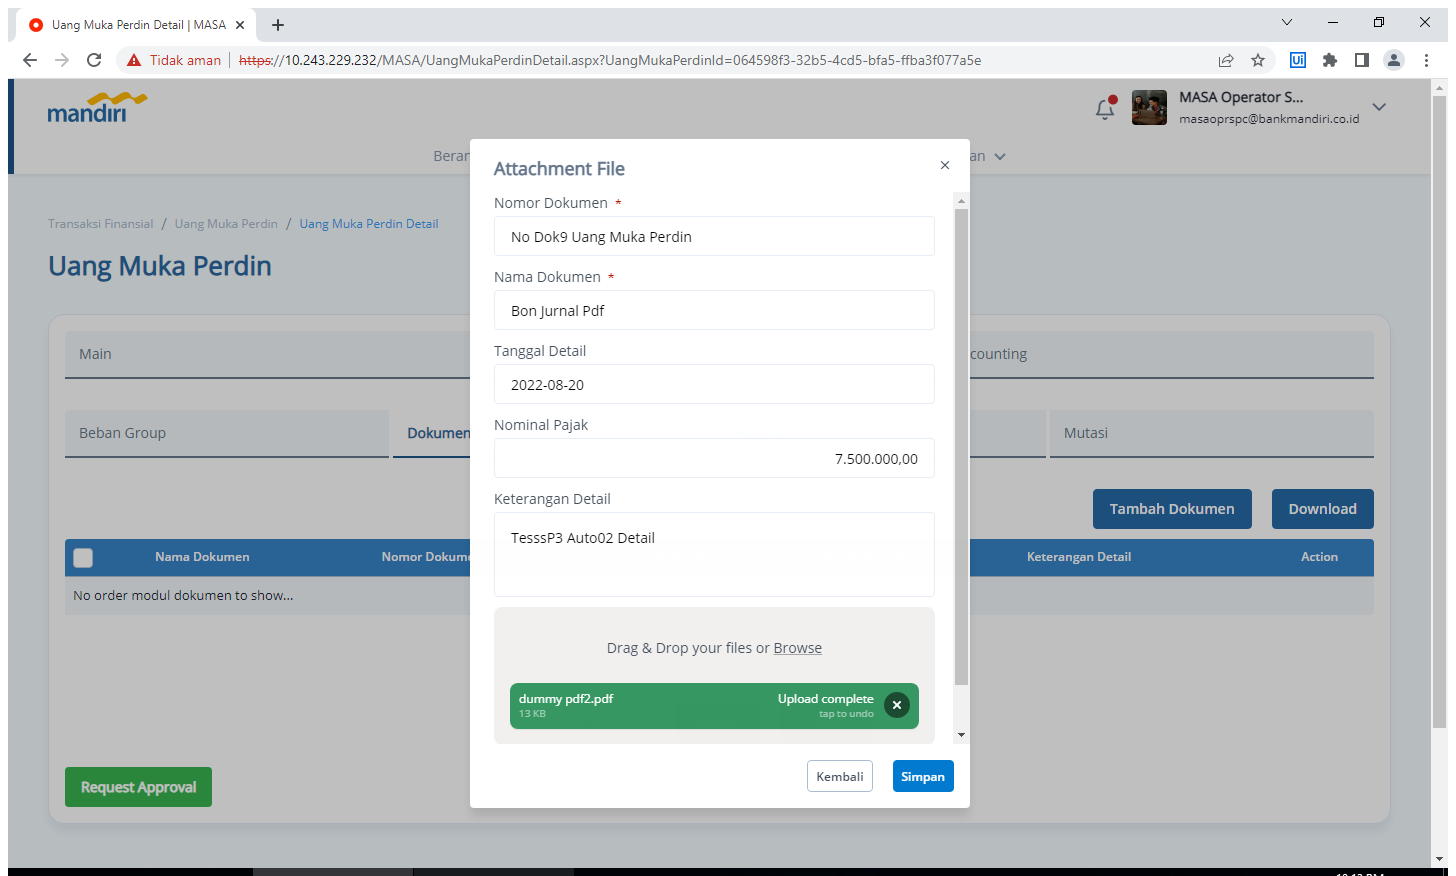 Uang Muka Perdin Detail | MASA
Tidak aman
https://10.243.229.232/MASA/UangMukaPerdinDetail.aspx?UangMukaPerdinId=064598f3-32b5-4cd5-bfa5-ffba3f077a5e
Ui
mandiri
MASA Operator S...
masaoprspc@bankmandiri.co.id
Beran
an
Transaksi Finansial / Uang Muka Perdin / Uang Muka Perdin Detail
Uang Muka Perdin
Main
counting
Beban Group
Dokumen
Mutasi
Tambah Dokumen
Download
Nama Dokumen
Nomor Dokume
Keterangan Detail
Action
No order modul dokumen to show...
Request Approval
Attachment File
Nomor Dokumen *
No Dok9 Uang Muka Perdin
Nama Dokumen *
Bon Jurnal Pdf
Tanggal Detail
2022-08-20
Nominal Pajak
7.500.000,00
Keterangan Detail
TesssP3 Auto02 Detail
Drag & Drop your files or Browse
dummy pdf2.pdf
13 KB
Upload complete
tap to undo
Kembali
Simpan